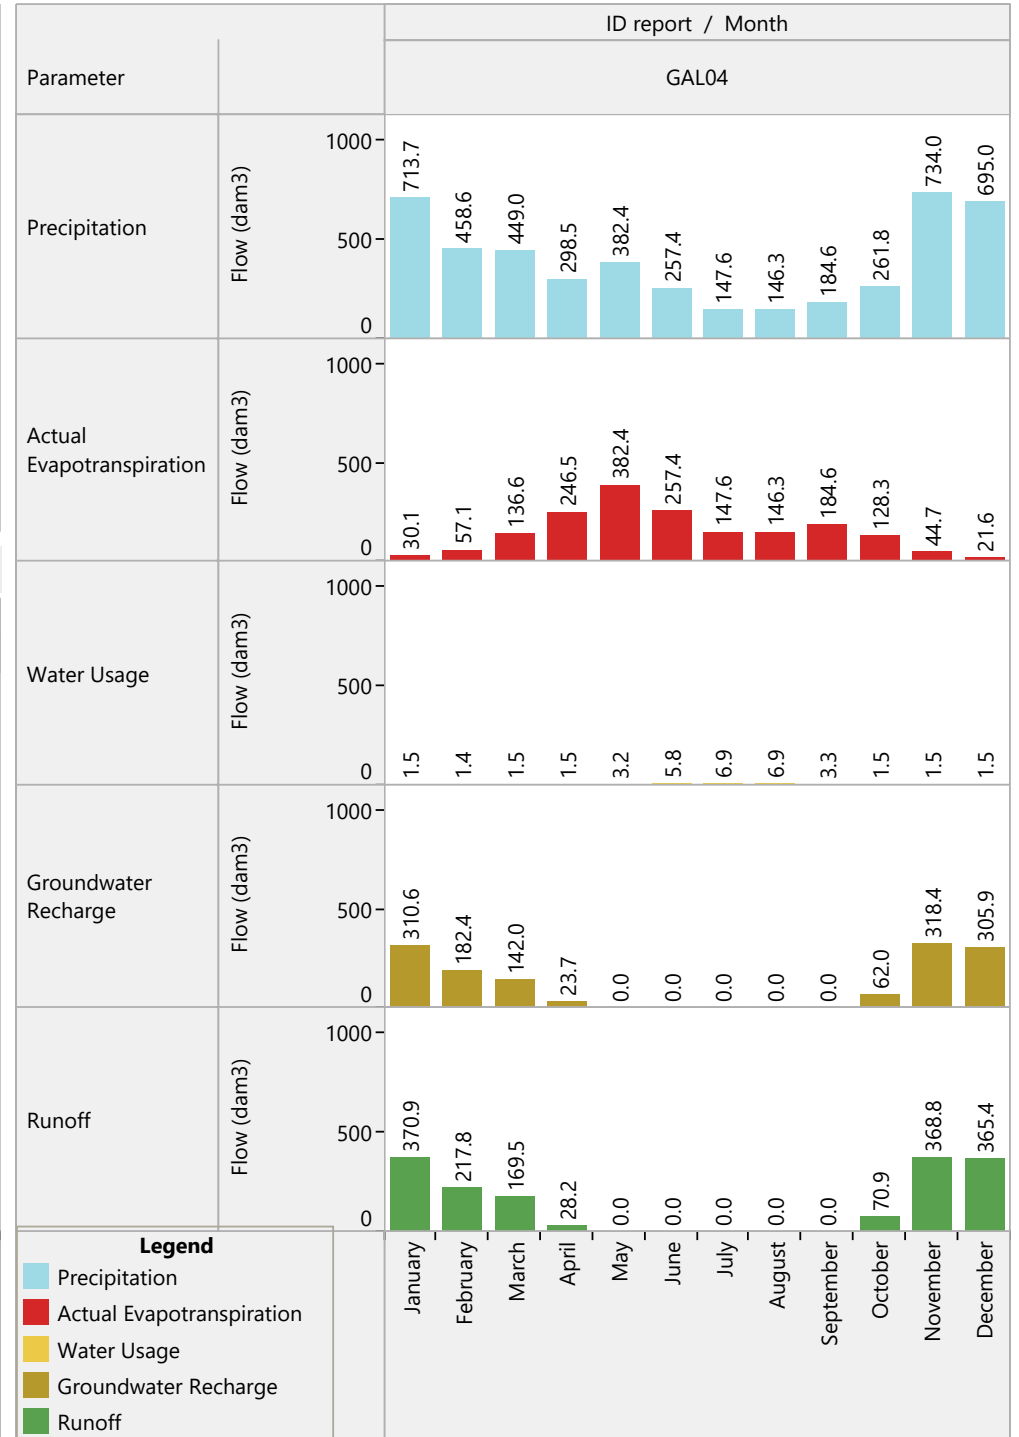 ID report / Month
Parameter
GAL04
Precipitation
Flow (dam3)
1000
500
0
713.7
458.6
449.0
298.5
382.4
257.4
147.6
146.3
184.6
261.8
734.0
695.0
Actual
Evapotranspiration
Flow (dam3)
1000
500
0
30.1
57.1
136.6
246.5
382.4
257.4
147.6
146.3
184.6
128.3
44.7
21.6
Water Usage
Flow (dam3)
1000
500
0
1.5
1.4
1.5
1.5
3.2
5.8
6.9
6.9
3.3
1.5
1.5
1.5
Groundwater
Recharge
Flow (dam3)
1000
500
0
310.6
182.4
142.0
23.7
0.0
0.0
0.0
0.0
0.0
62.0
318.4
305.9
Runoff
Flow (dam3)
1000
500
0
370.9
217.8
169.5
28.2
0.0
0.0
0.0
0.0
0.0
70.9
368.8
365.4
January
February
March
April
May
June
July
August
September
October
November
December
Legend
Precipitation
Actual Evapotranspiration
Water Usage
Groundwater Recharge
Runoff